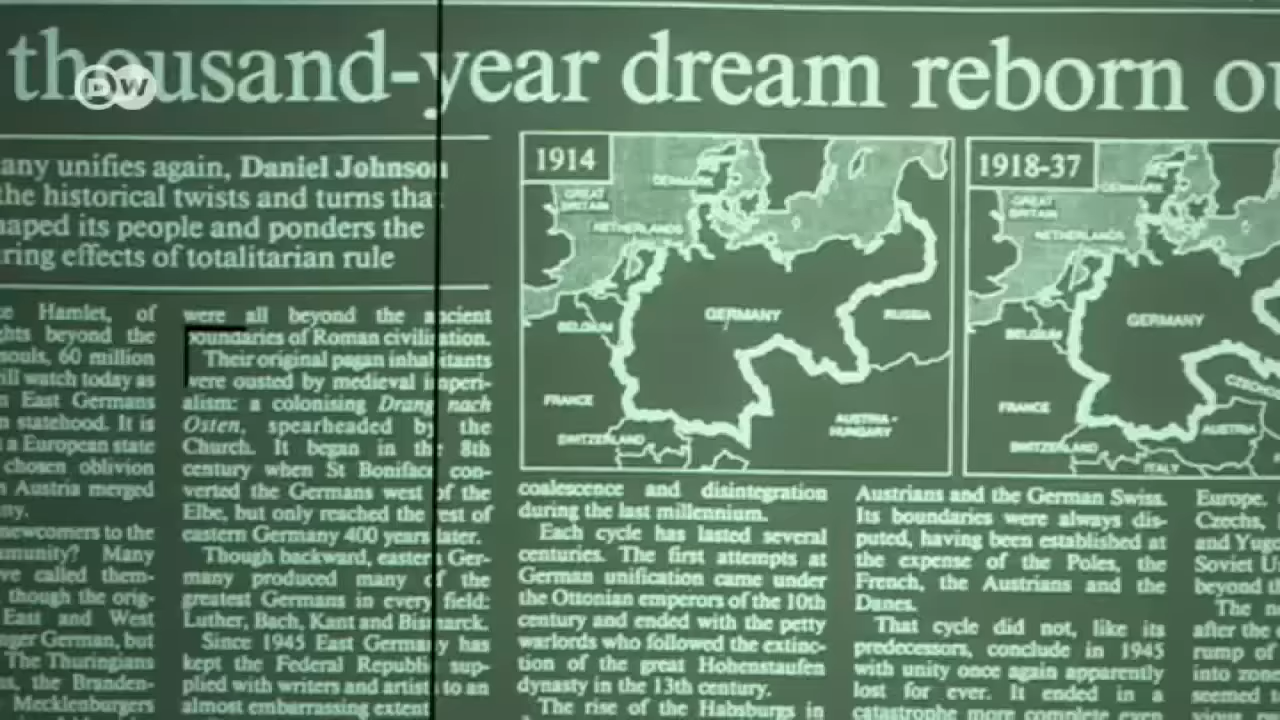 thousand-year dream reborn
DW
any unifies again, Daniel Johnson
the historical twists and turns that
haped its people and ponders the
ring effects of totalitarian rule
Hamlet, of
ghts beyond the
souls, 60 million
will watch today as
East Germans
n statehood. It is
a European state
chosen oblivion
Austria merged
ny.
newcomers to the
mmunity? Many
ve called them-
though the orig-
East and West
nger German, but
The Thuringians
s, the Branden-
Mecklenburgers
were all beyond the ancient
boundaries of Roman civilisation.
Their original pagan inhabitants
were ousted by medieval imperi-
alism: a colonising Drang nach
Osten, spearheaded by the
Church. It began in the 8th
century when St Boniface con-
verted the Germans west of the
Elbe, but only reached the rest of
eastern Germany 400 years later.
Though backward, eastern Ger-
many produced many of the
greatest Germans in every field:
Luther, Bach, Kant and Bismarck.
Since 1945 East Germany has
kept the Federal Republic sup-
plied with writers and artists to an
almost embarrassing extent
1914
DENMARK
GREAT
BRITAIN
NETHERLANDS
GERMANY
RUSSIA
BELGIUM
FRANCE
AUSTRIA -
HUNGARY
SWITZERLAND
1918-37
DENMARK
GREAT
BRITAIN
NETHERLANDS
GERMANY
BELGIUM
CZECHO
FRANCE
AUSTRIA
SWITZERLAND
ITALY
coalescence and disintegration
during the last millennium.
Each cycle has lasted several
centuries. The first attempts at
German unification came under
the Ottonian emperors of the 10th
century and ended with the petty
warlords who followed the extinc-
tion of the great Hohenstaufen
dynasty in the 13th century.
The rise of the Habsburgs in
Austrians and the German Swiss.
Its boundaries were always dis-
puted, having been established at
the expense of the Poles, the
French, the Austrians and the
Danes.
That cycle did not, like its
predecessors, conclude in 1945
with unity once again apparently
lost for ever. It ended in a
catastrophe more complete even
Europe.
Czechs,
and Yugo
Soviet Un
beyond th
The n
after the
rump of
into zone
seemed t